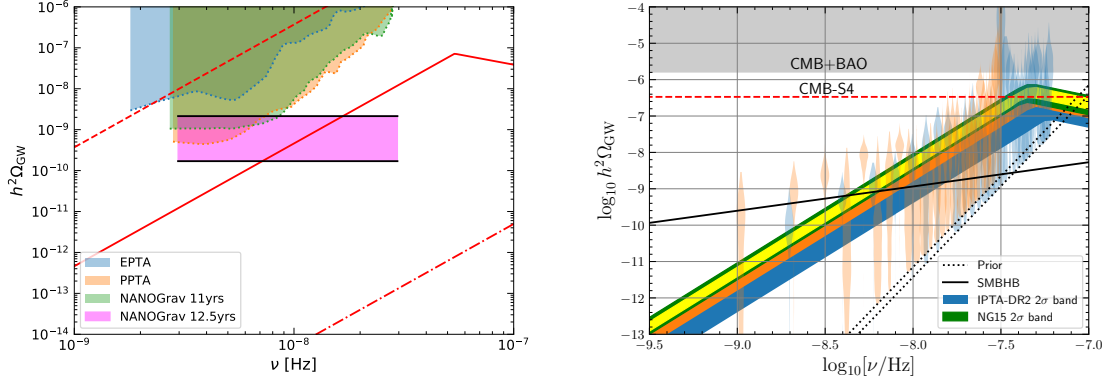 10⁻⁶
10⁻⁷
10⁻⁸
10⁻⁹
10⁻¹⁰
10⁻¹¹
10⁻¹²
10⁻¹³
10⁻¹⁴
h²Ω_GW
EPTA
PPTA
NANOGrav 11yrs
NANOGrav 12.5yrs
10⁻⁹
10⁻⁸
10⁻⁷
ν [Hz]
-4
-5
-6
-7
-8
-9
-10
-11
-12
-13
log₁₀ h²Ω_GW
CMB+BAO
CMB-S4
Prior
SMBHB
IPTA-DR2 2σ band
NG15 2σ band
-9.5
-9.0
-8.5
-8.0
-7.5
-7.0
log₁₀[ν/Hz]